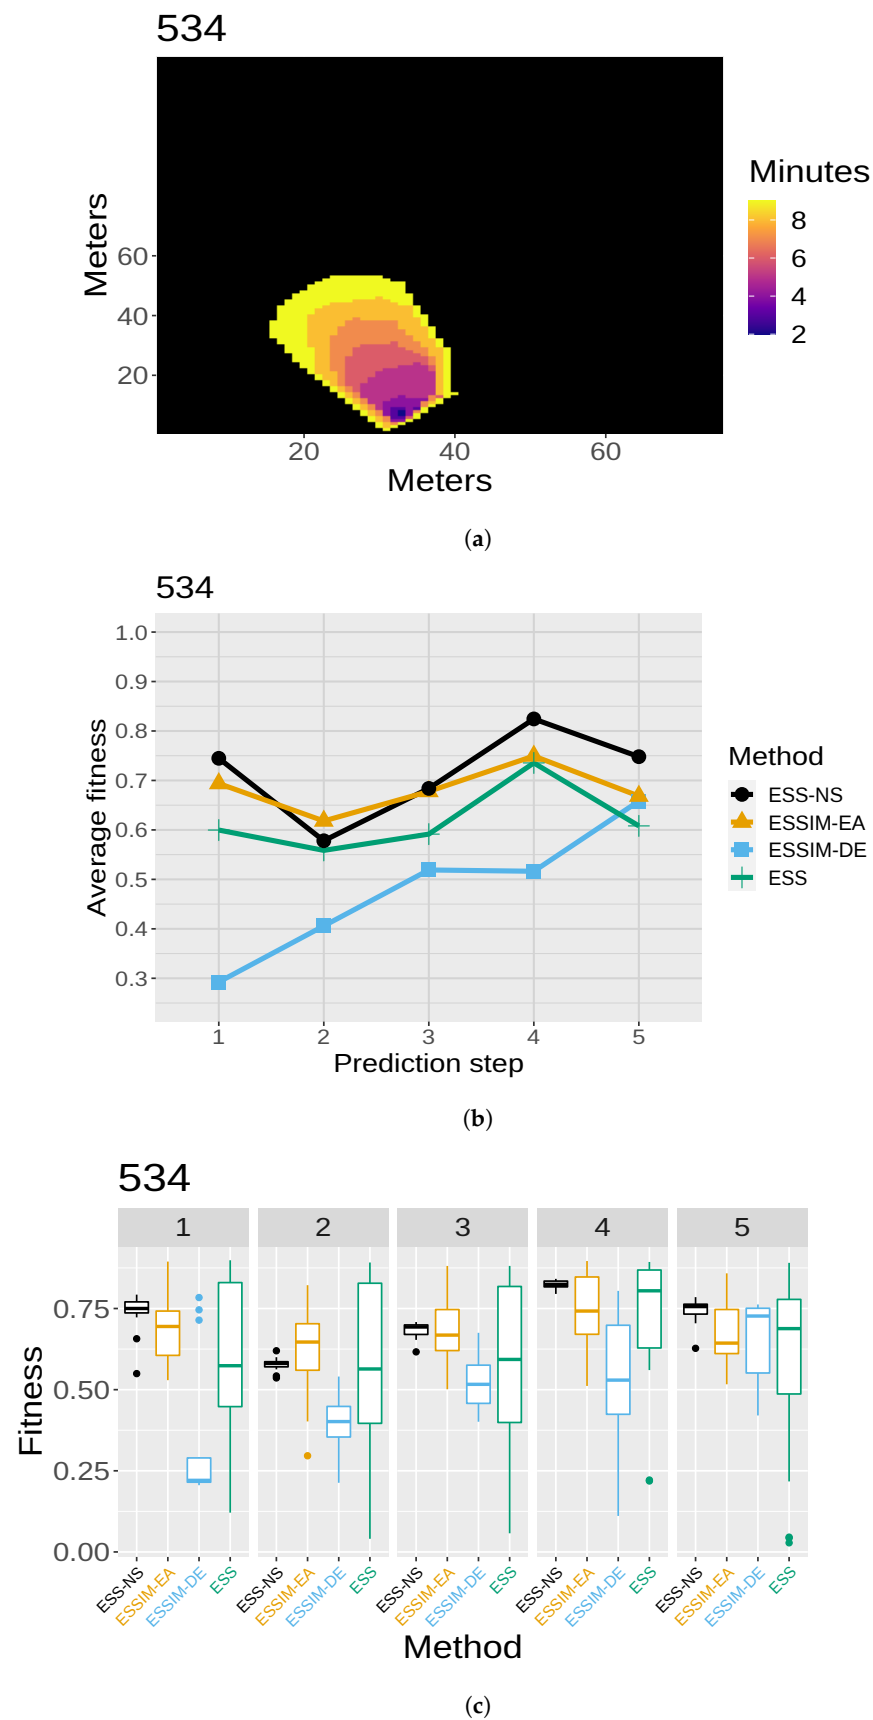 534
Meters
60
40
20
20 40 60
Meters
Minutes
8
6
4
2
(a)
534
Average fitness
1.0
0.9
0.8
0.7
0.6
0.5
0.4
0.3
1 2 3 4 5
Prediction step
Method
ESS-NS
ESSIM-EA
ESSIM-DE
ESS
(b)
534
1 2 3 4 5
Fitness
0.75
0.50
0.25
0.00
ESS-NS ESSIM-EA ESSIM-DE ESS ESS-NS ESSIM-EA ESSIM-DE ESS ESS-NS ESSIM-EA ESSIM-DE ESS ESS-NS ESSIM-EA ESSIM-DE ESS ESS-NS ESSIM-EA ESSIM-DE ESS
Method
(c)